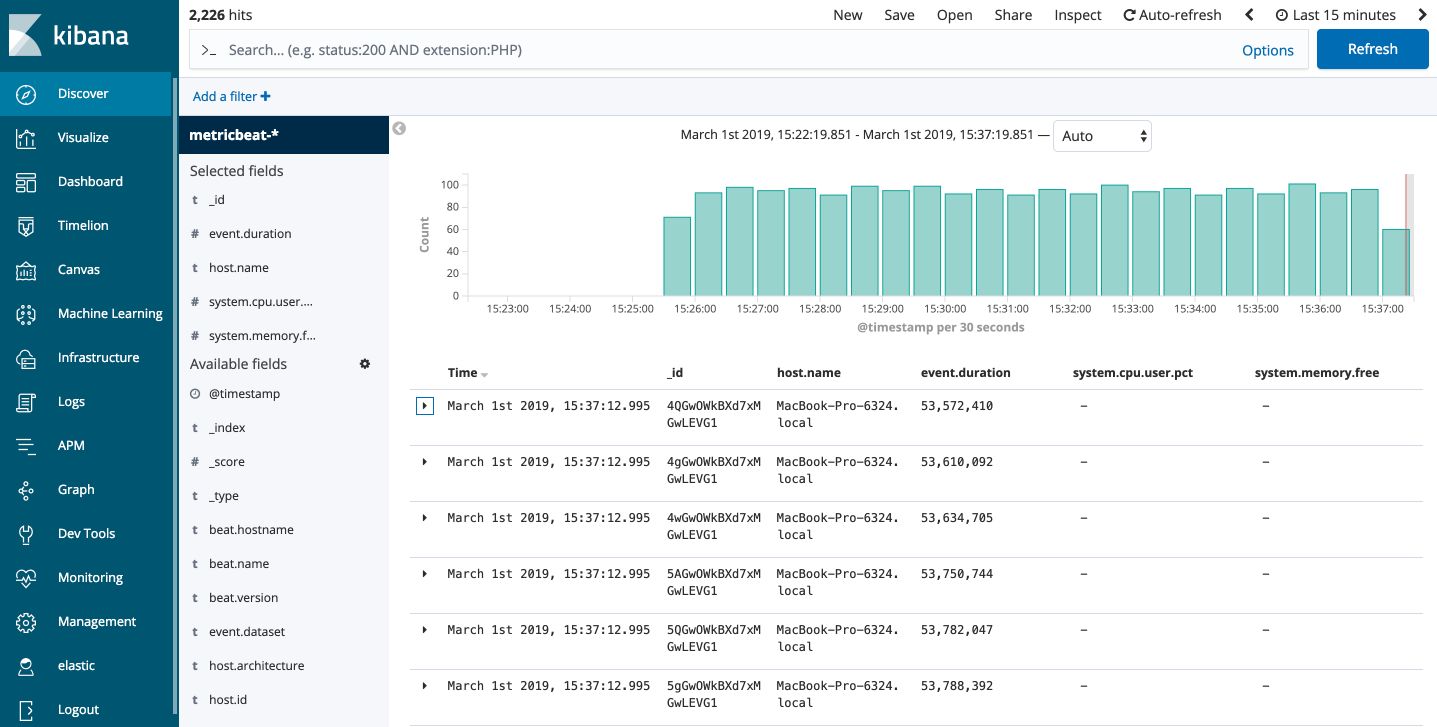 kibana
Discover
Visualize
Dashboard
Timelion
Canvas
Machine Learning
Infrastructure
Logs
APM
Graph
Dev Tools
Monitoring
Management
elastic
Logout
2,226 hits
New Save Open Share Inspect Auto-refresh Last 15 minutes
>_ Search... (e.g. status:200 AND extension:PHP) Options Refresh
Add a filter +
metricbeat-*
Selected fields
t _id
# event.duration
t host.name
# system.cpu.user....
# system.memory.f...
Available fields
@timestamp
t _index
# _score
t _type
t beat.hostname
t beat.name
t beat.version
t event.dataset
t host.architecture
t host.id
March 1st 2019, 15:22:19.851 - March 1st 2019, 15:37:19.851 — Auto
Count
100
80
60
40
20
0
15:23:00 15:24:00 15:25:00 15:26:00 15:27:00 15:28:00 15:29:00 15:30:00 15:31:00 15:32:00 15:33:00 15:34:00 15:35:00 15:36:00 15:37:00
@timestamp per 30 seconds
Time _id host.name event.duration system.cpu.user.pct system.memory.free
March 1st 2019, 15:37:12.995 4QGwOWkBXd7xM MacBook-Pro-6324. 53,572,410 – –
GwLEVG1 local
March 1st 2019, 15:37:12.995 4gGwOWkBXd7xM MacBook-Pro-6324. 53,610,092 – –
GwLEVG1 local
March 1st 2019, 15:37:12.995 4wGwOWkBXd7xM MacBook-Pro-6324. 53,634,705 – –
GwLEVG1 local
March 1st 2019, 15:37:12.995 5AGwOWkBXd7xM MacBook-Pro-6324. 53,750,744 – –
GwLEVG1 local
March 1st 2019, 15:37:12.995 5QGwOWkBXd7xM MacBook-Pro-6324. 53,782,047 – –
GwLEVG1 local
March 1st 2019, 15:37:12.995 5gGwOWkBXd7xM MacBook-Pro-6324. 53,788,392 – –
GwLEVG1 local